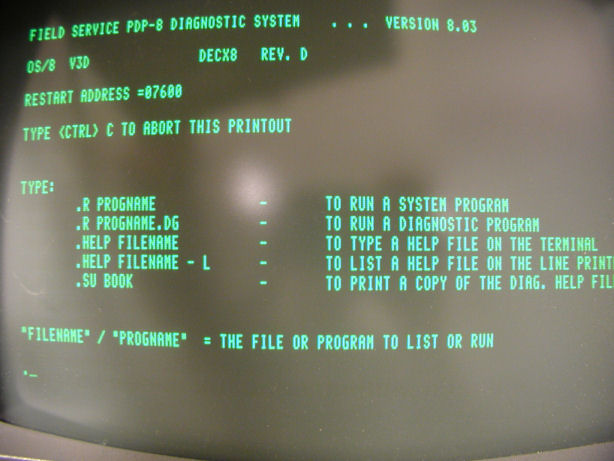 FIELD SERVICE PDP-8 DIAGNOSTIC SYSTEM . . . VERSION 8.03
OS/8 V3D DECX8 REV. D
RESTART ADDRESS =07600
TYPE <CTRL> C TO ABORT THIS PRINTOUT
TYPE:
.R PROGNAME - TO RUN A SYSTEM PROGRAM
.R PROGNAME.DG - TO RUN A DIAGNOSTIC PROGRAM
.HELP FILENAME - TO TYPE A HELP FILE ON THE TERMINAL
.HELP FILENAME - L - TO LIST A HELP FILE ON THE LINE PRINT
.SU BOOK - TO PRINT A COPY OF THE DIAG. HELP FIL
"FILENAME" / "PROGNAME" = THE FILE OR PROGRAM TO LIST OR RUN
._